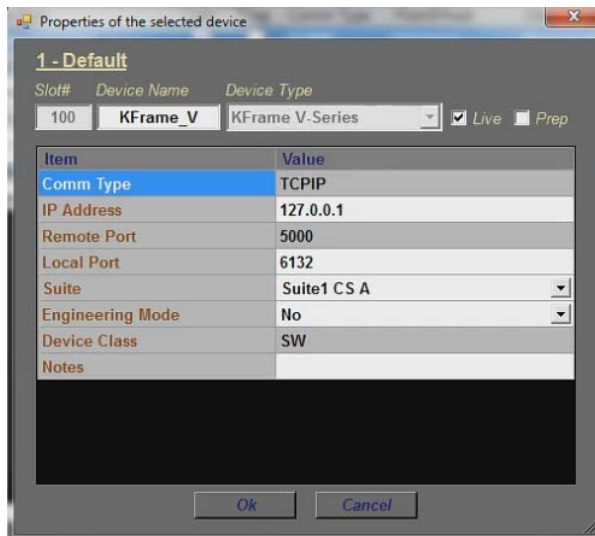 Properties of the selected device
1 - Default
Slot# Device Name Device Type
100 KFrame_V KFrame V-Series Live Prep
Item Value
Comm Type TCPIP
IP Address 127.0.0.1
Remote Port 5000
Local Port 6132
Suite Suite1 CS A
Engineering Mode No
Device Class SW
Notes
Ok Cancel